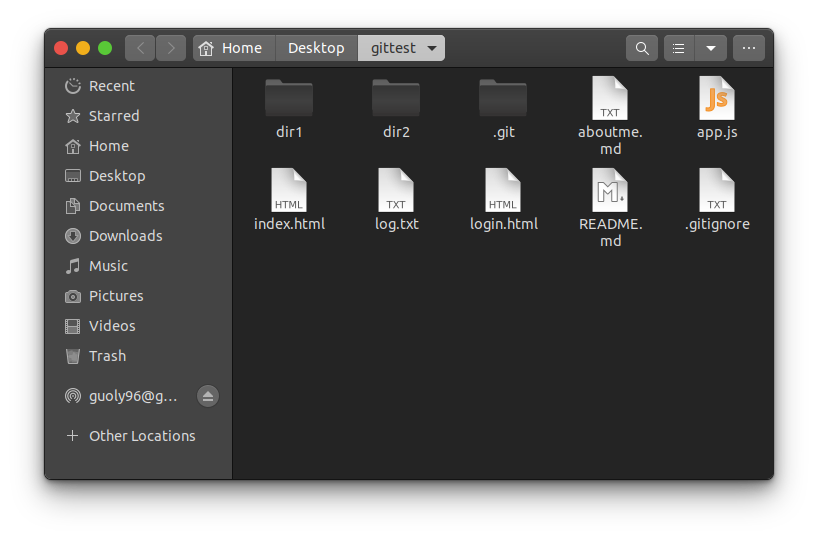 Home
Desktop
gittest
Recent
Starred
Home
Desktop
Documents
Downloads
Music
Pictures
Videos
Trash
guoly96@g…
Other Locations
dir1
dir2
.git
TXT
aboutme.
md
Js
app.js
HTML
index.html
TXT
log.txt
HTML
login.html
M
README.
md
TXT
.gitignore